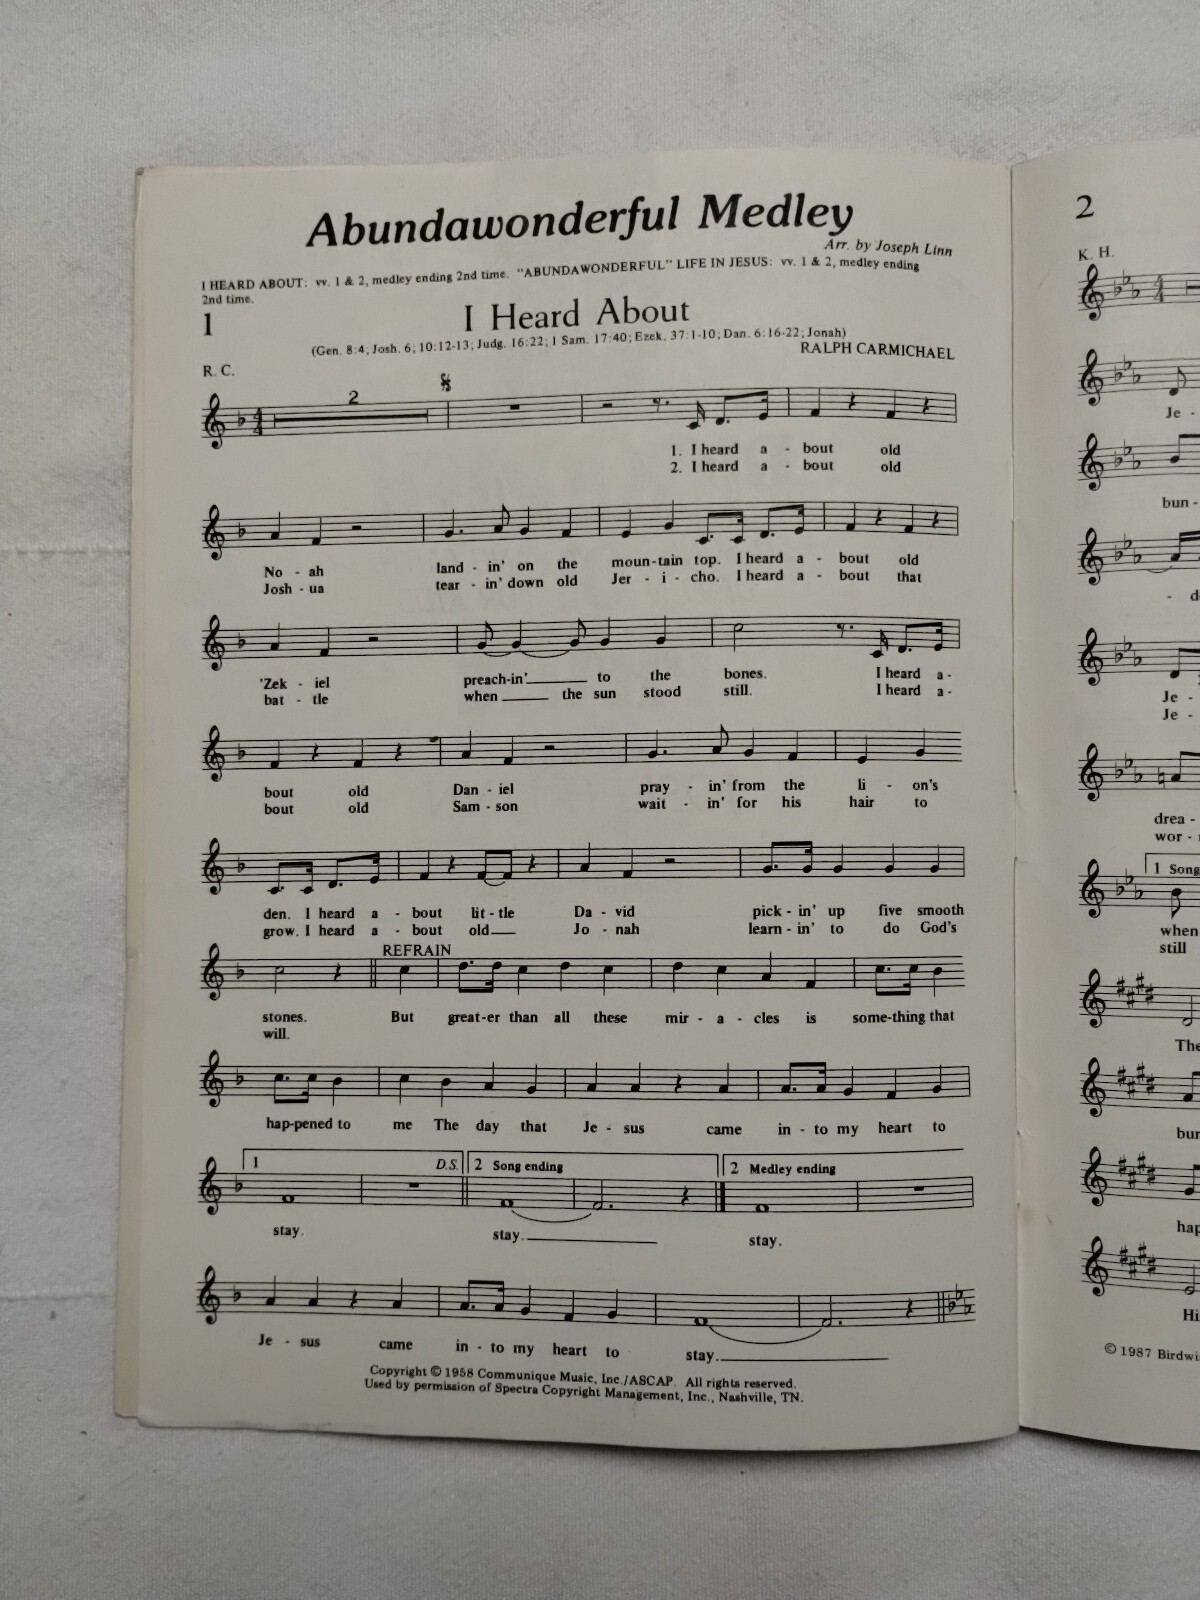 Abundawonderful Medley
Arr. by Joseph Linn
I HEARD ABOUT: vv. 1 & 2, medley ending 2nd time. "ABUNDAWONDERFUL" LIFE IN JESUS: vv. 1 & 2, medley ending
2nd time.
1
I Heard About
(Gen. 8:4; Josh. 6; 10:12-13; Judg. 16:22; 1 Sam. 17:40; Ezek. 37:1-10; Dan. 6:16-22; Jonah)
R. C.
RALPH CARMICHAEL
2
1. I heard a - bout old
2. I heard a - bout old
No - ah land - in' on the moun-tain top. I heard a - bout old
Josh - ua tear - in' down old Jer - i - cho. I heard a - bout that
'Zek - iel preach-in' to the bones. I heard a-
bat - tle when the sun stood still. I heard a-
bout old Dan - iel pray - in' from the li - on's
bout old Sam - son wait - in' for his hair to
den. I heard a - bout lit - tle Da - vid pick - in' up five smooth
grow. I heard a - bout old Jo - nah learn - in' to do God's
REFRAIN
stones. But great-er than all these mir - a - cles is some-thing that
will.
hap-pened to me The day that Je - sus came in - to my heart to
1 D.S. 2 Song ending 2 Medley ending
stay. stay. stay.
Je - sus came in - to my heart to stay.
Copyright © 1958 Communique Music, Inc./ASCAP. All rights reserved.
Used by permission of Spectra Copyright Management, Inc., Nashville, TN.
2
K. H.
Je -
bun -
- d
Je -
Je -
drea -
wor -
1 Song
when
still
The
bur
hap
Hi
© 1987 Birdwi